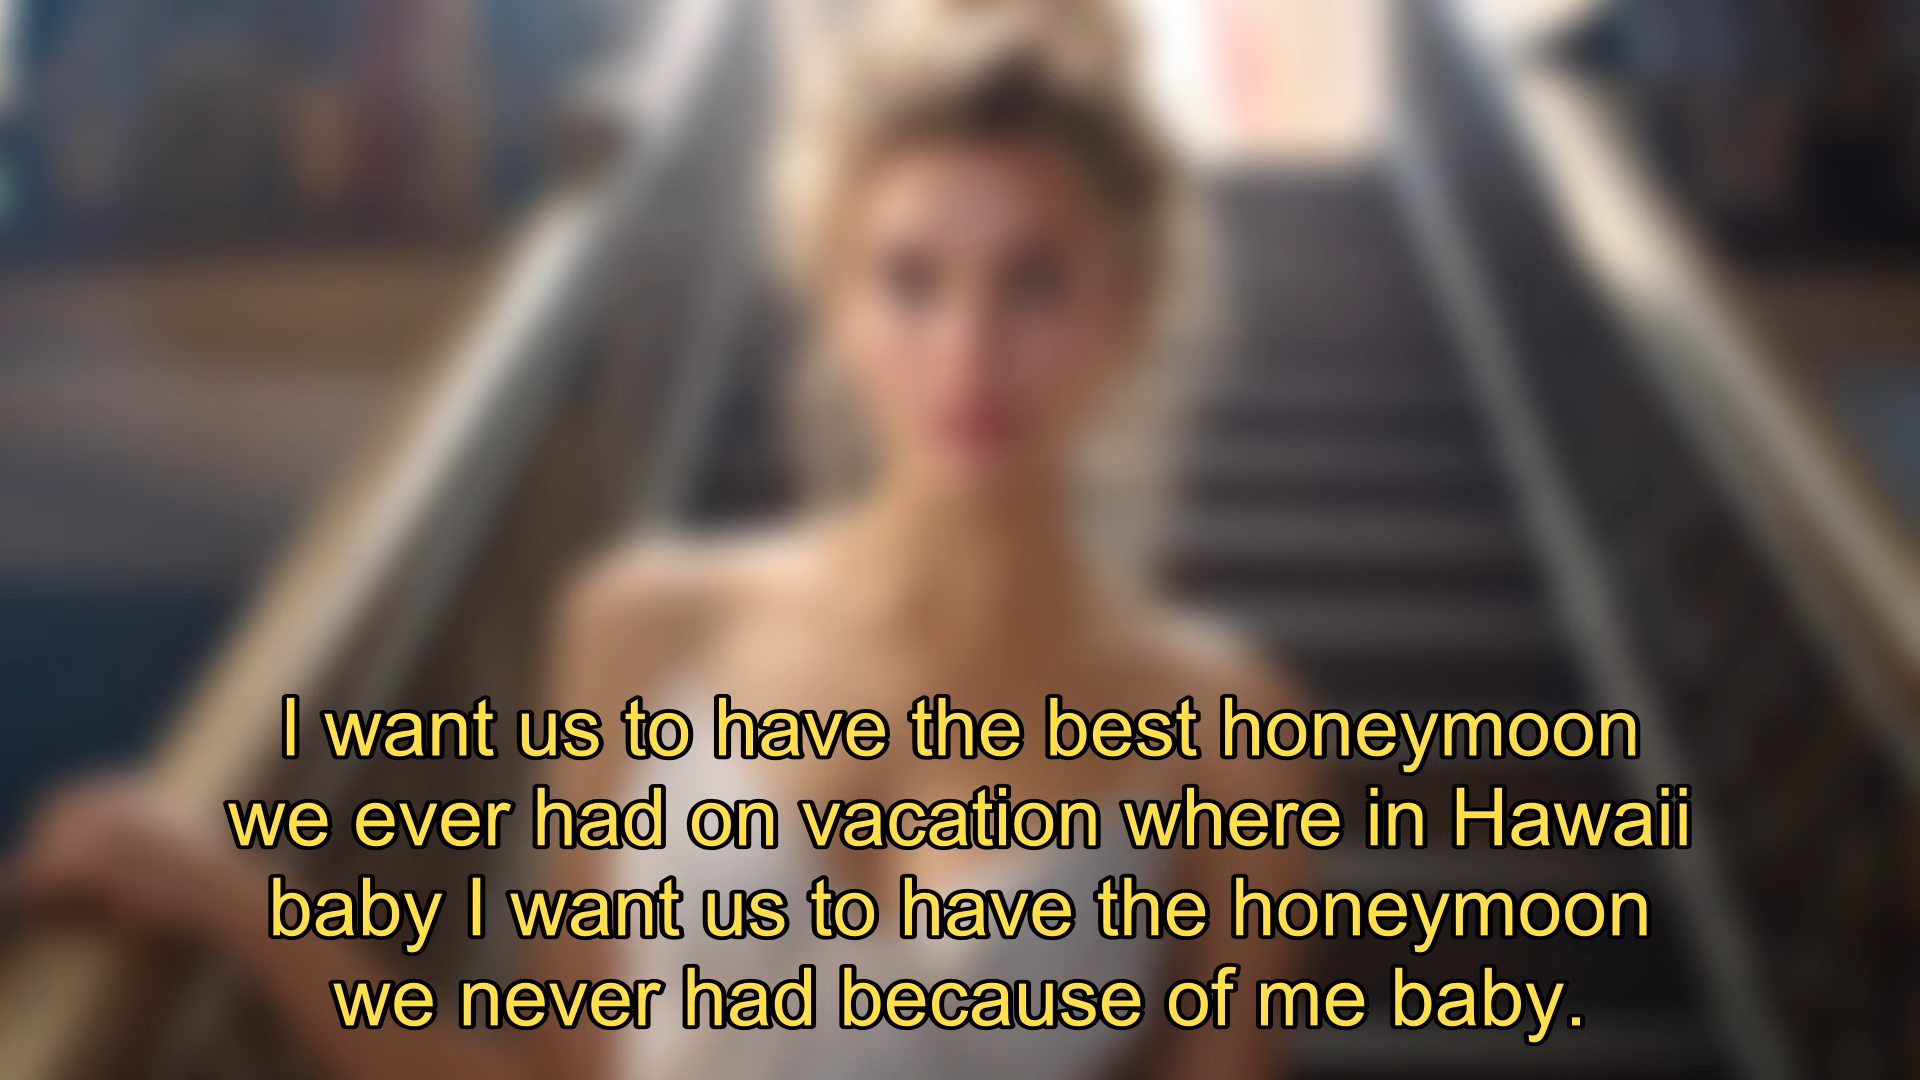 I want us to have the best honeymoon
we ever had on vacation where in Hawaii
baby I want us to have the honeymoon
we never had because of me baby.